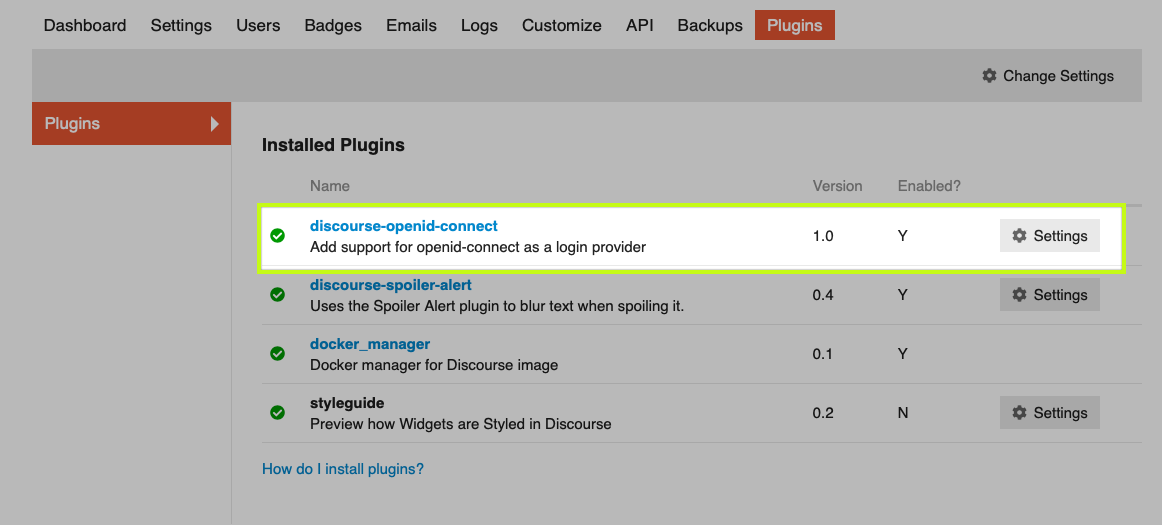 Dashboard Settings Users Badges Emails Logs Customize API Backups Plugins
Change Settings
Plugins
Installed Plugins
Name Version Enabled?
discourse-openid-connect
Add support for openid-connect as a login provider
1.0 Y Settings
discourse-spoiler-alert
Uses the Spoiler Alert plugin to blur text when spoiling it.
0.4 Y Settings
docker_manager
Docker manager for Discourse image
0.1 Y
styleguide
Preview how Widgets are Styled in Discourse
0.2 N Settings
How do I install plugins?